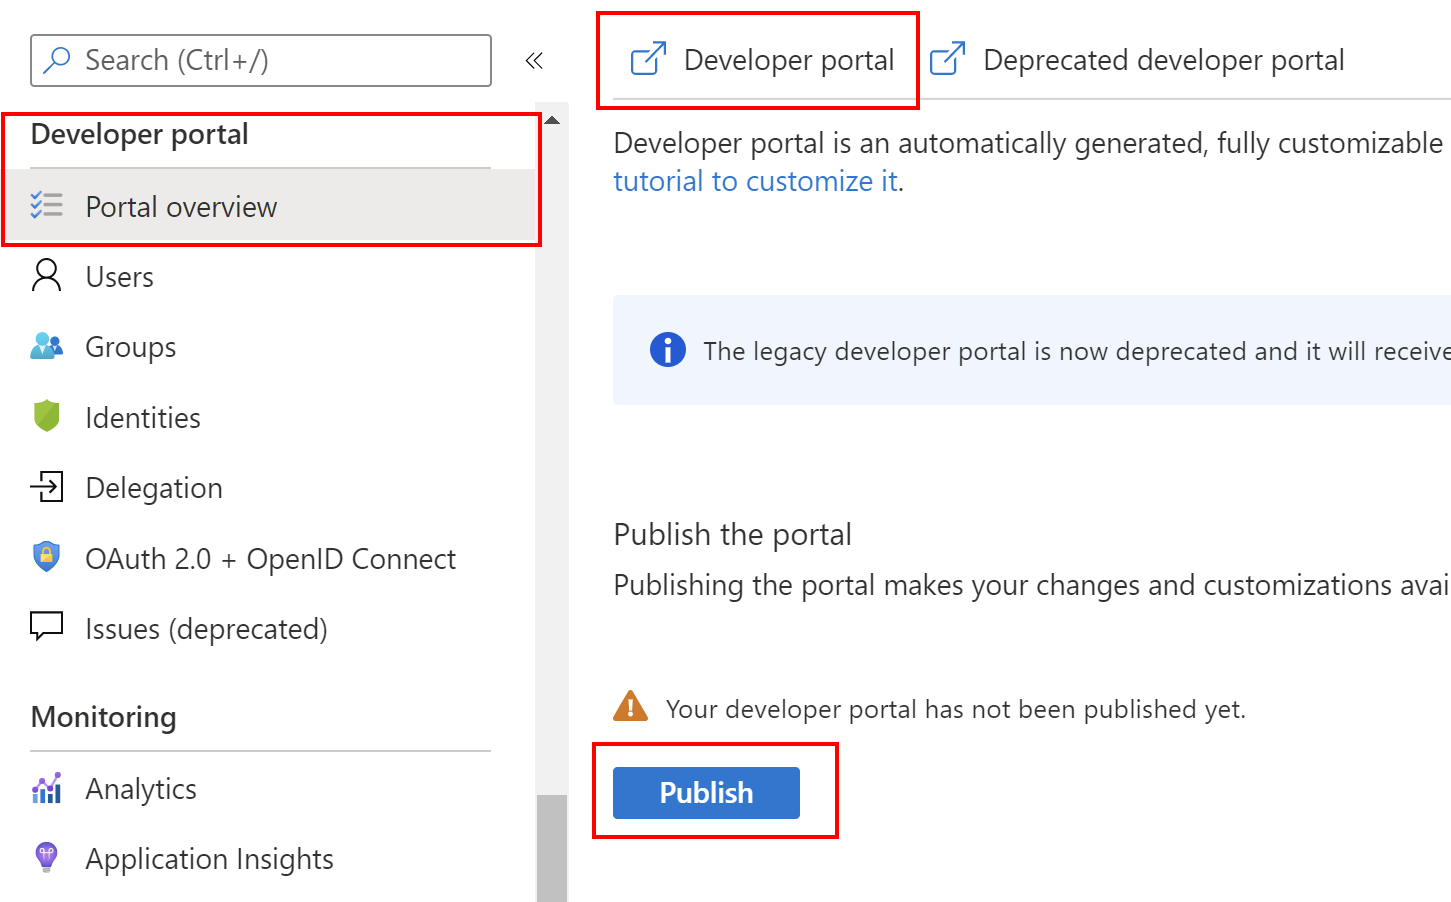 Search (Ctrl+/)
«
Developer portal
Portal overview
Users
Groups
Identities
Delegation
OAuth 2.0 + OpenID Connect
Issues (deprecated)
Monitoring
Analytics
Application Insights
Developer portal
Deprecated developer portal
Developer portal is an automatically generated, fully customizable
tutorial to customize it.
The legacy developer portal is now deprecated and it will receive
Publish the portal
Publishing the portal makes your changes and customizations avai
Your developer portal has not been published yet.
Publish